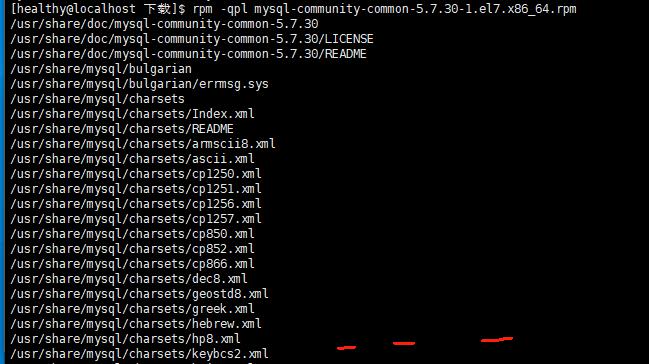 [healthy@localhost 下载]$ rpm -qpl mysql-community-common-5.7.30-1.el7.x86_64.rpm
/usr/share/doc/mysql-community-common-5.7.30
/usr/share/doc/mysql-community-common-5.7.30/LICENSE
/usr/share/doc/mysql-community-common-5.7.30/README
/usr/share/mysql/bulgarian
/usr/share/mysql/bulgarian/errmsg.sys
/usr/share/mysql/charsets
/usr/share/mysql/charsets/Index.xml
/usr/share/mysql/charsets/README
/usr/share/mysql/charsets/armscii8.xml
/usr/share/mysql/charsets/ascii.xml
/usr/share/mysql/charsets/cp1250.xml
/usr/share/mysql/charsets/cp1251.xml
/usr/share/mysql/charsets/cp1256.xml
/usr/share/mysql/charsets/cp1257.xml
/usr/share/mysql/charsets/cp850.xml
/usr/share/mysql/charsets/cp852.xml
/usr/share/mysql/charsets/cp866.xml
/usr/share/mysql/charsets/dec8.xml
/usr/share/mysql/charsets/geostd8.xml
/usr/share/mysql/charsets/greek.xml
/usr/share/mysql/charsets/hebrew.xml
/usr/share/mysql/charsets/hp8.xml
/usr/share/mysql/charsets/keybcs2.xml